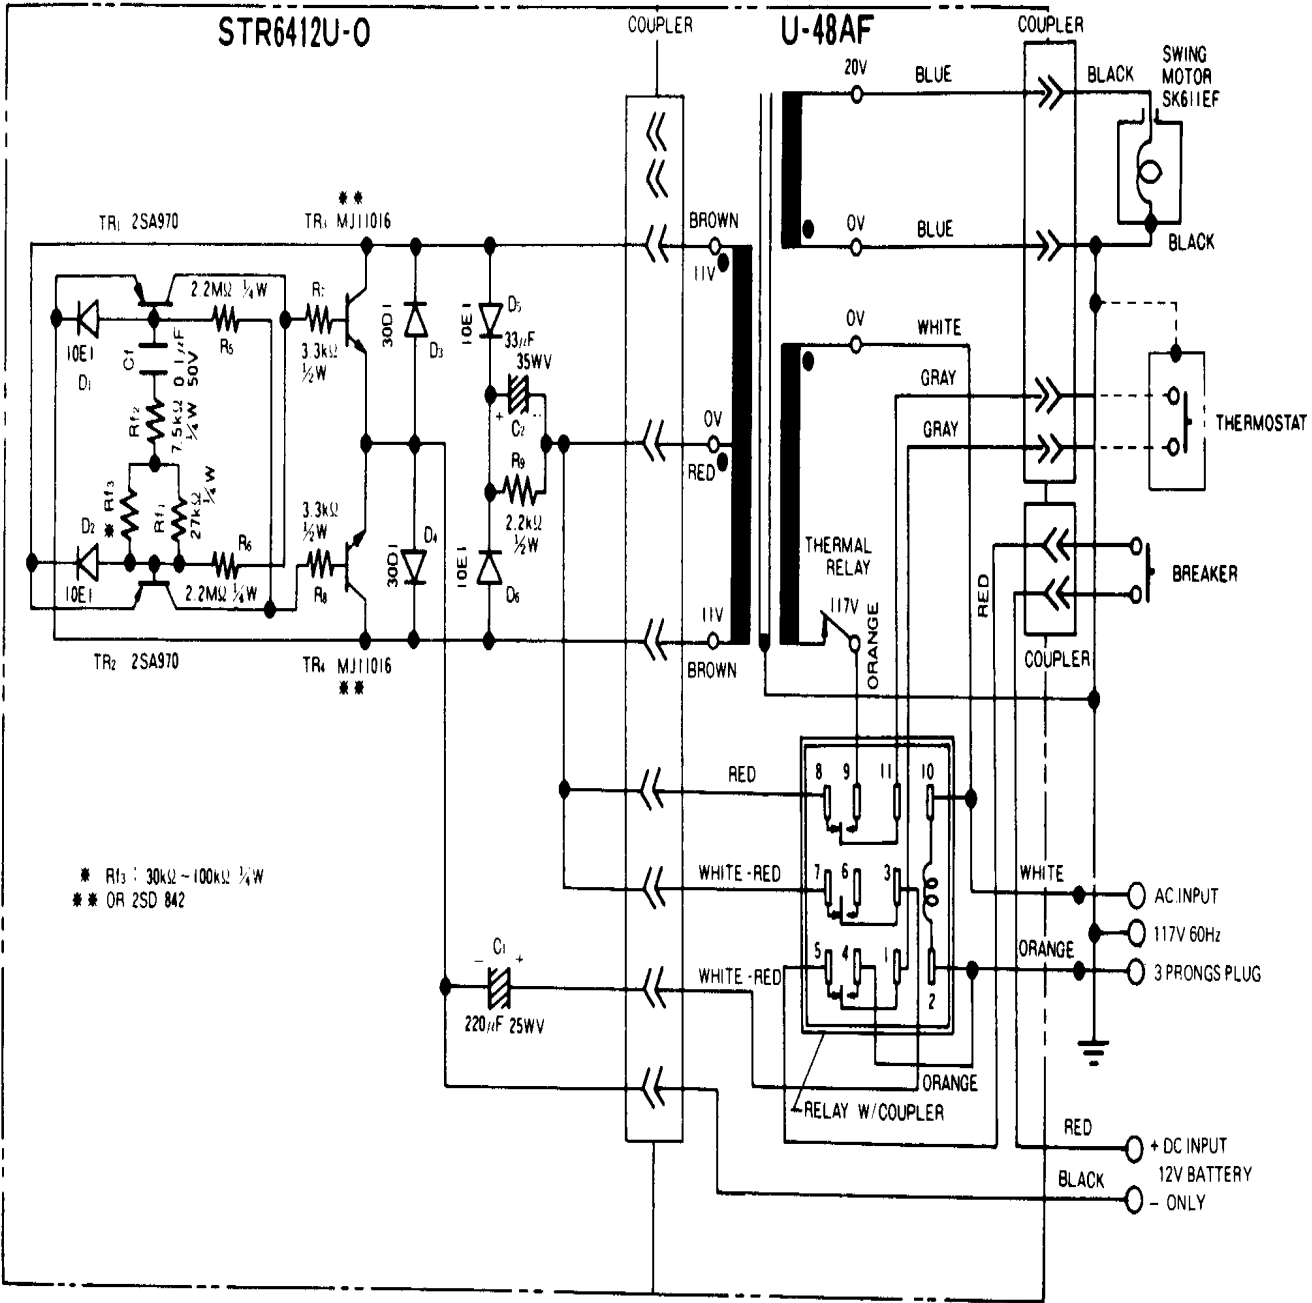 STR6412U-O
COUPLER
U-48AF
COUPLER
20V
BLUE
BLACK
SWING
MOTOR
SK611EF
TR1 2SA970
**
TR3 MJ11016
BROWN
11V
0V
BLUE
BLACK
2.2MΩ ¼W
R5
R7
3.3kΩ
½W
10E1
D1
Cf
0.1μF
50V
Rf2
7.5kΩ
¼W
30D1
D3
10E1
D5
33μF
35WV
+
-
C2
0V
RED
0V
WHITE
GRAY
GRAY
THERMOSTAT
* Rf3
Rf1
27kΩ
¼W
D2
10E1
R6
2.2MΩ ¼W
3.3kΩ
½W
R8
30D1
D4
R9
2.2kΩ
½W
10E1
D6
11V
BROWN
THERMAL
RELAY
117V
ORANGE
RED
BREAKER
COUPLER
TR2 2SA970
TR4 MJ11016
**
RED
8 9 11 10
WHITE-RED
7 6 3
WHITE
AC.INPUT
117V 60Hz
ORANGE
3 PRONGS PLUG
* Rf3 : 30kΩ ~ 100kΩ ¼W
** OR 2SD 842
C1
- +
220μF 25WV
WHITE-RED
5 4 1
2
ORANGE
RELAY W/COUPLER
RED
+ DC INPUT
12V BATTERY
BLACK
- ONLY